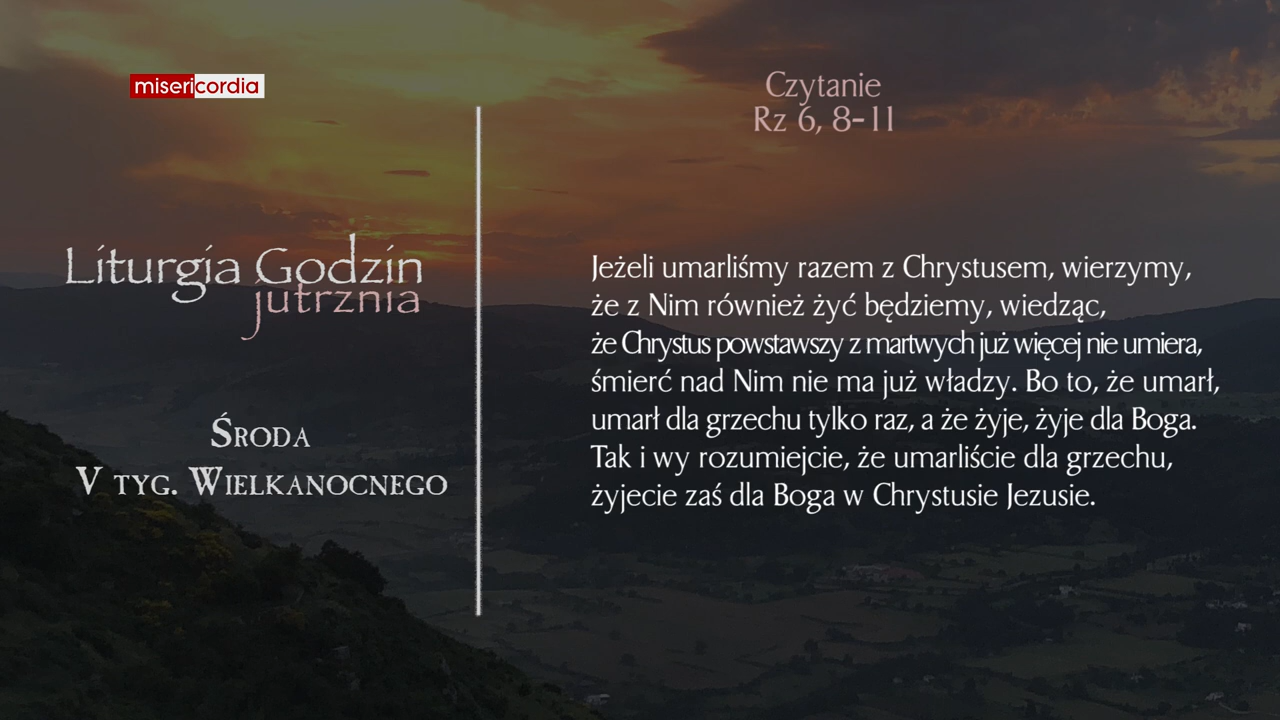 misericordia
Liturgia Godzin
jutrznia
Środa
V tyg. Wielkanocnego
Czytanie
Rz 6, 8-11
Jeżeli umarliśmy razem z Chrystusem, wierzymy,
że z Nim również żyć będziemy, wiedząc,
że Chrystus powstawszy z martwych już więcej nie umiera,
śmierć nad Nim nie ma już władzy. Bo to, że umarł,
umarł dla grzechu tylko raz, a że żyje, żyje dla Boga.
Tak i wy rozumiejcie, że umarliście dla grzechu,
żyjecie zaś dla Boga w Chrystusie Jezusie.